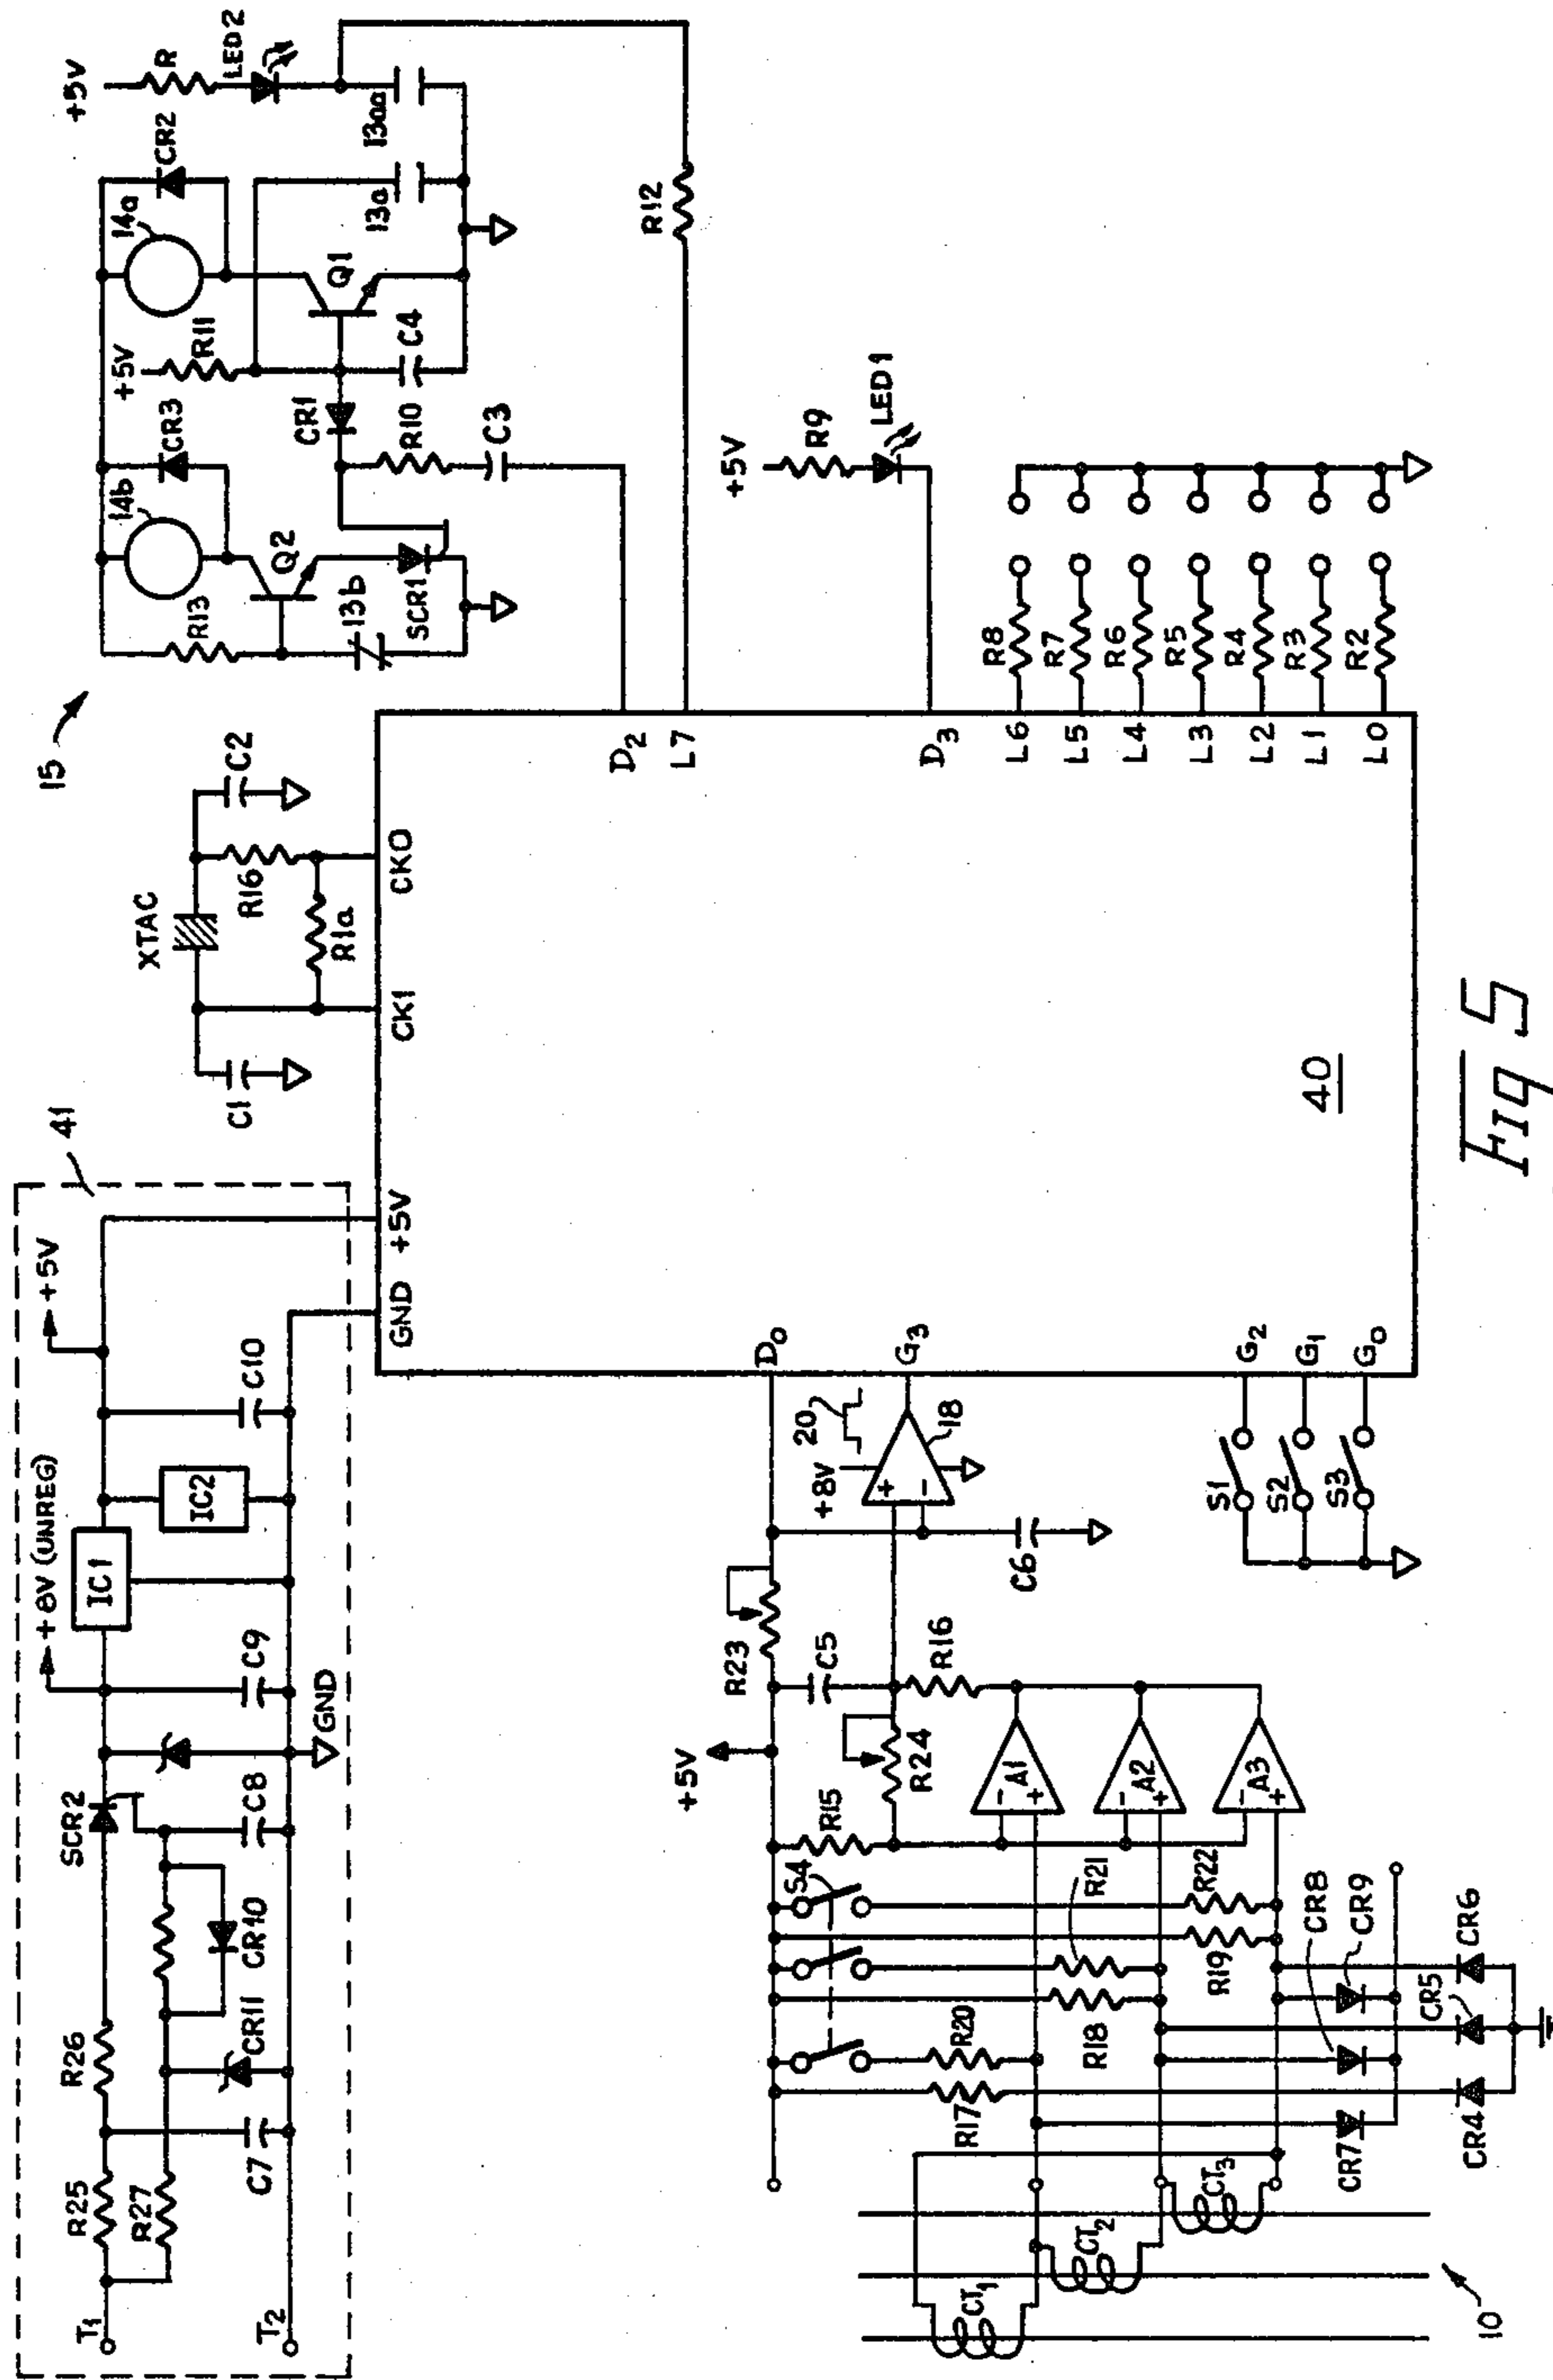 41
T1
T2
R25
R27
C7
R26
CR11
CR10
SCR2
C8
GND
+8V (UNREG)
C9
IC1
IC2
C10
+5V
GND
+5V
C1
XTAC
R16
R1a
C2
CK1
CK0
15
R13
14b
CR3
Q2
13b
SCR1
+5V
R11
CR1
R10
C3
14a
CR2
Q1
C4
+5V
R
LED2
13a
13aa
R12
D2
L7
+5V
R9
LED1
D3
L6
R8
L5
R7
L4
R6
L3
R5
L2
R4
L1
R3
L0
R2
40
D0
G3
G2
G1
G0
20
+8V
18
+
−
C6
S1
S2
S3
R23
C5
R16
+5V
R24
R15
A1
−
+
A2
−
+
A3
−
+
S4
R20
R17
R21
R18
R22
R19
CR7
CR8
CR9
CR4
CR5
CR6
CT1
CT2
CT3
10
Fig 5